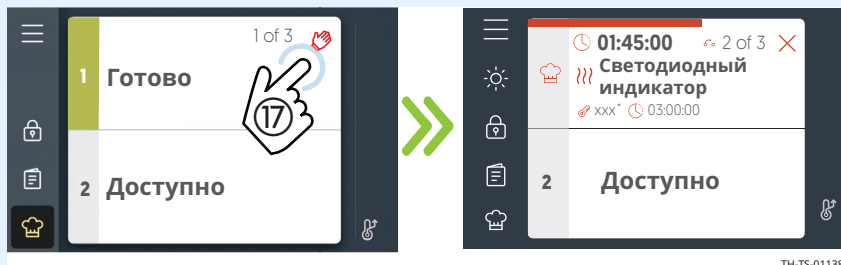 1 of 3
1 Готово
17
2 Доступно
01:45:00 2 of 3
Светодиодный
индикатор
xxx° 03:00:00
2 Доступно
TH-TS-01139